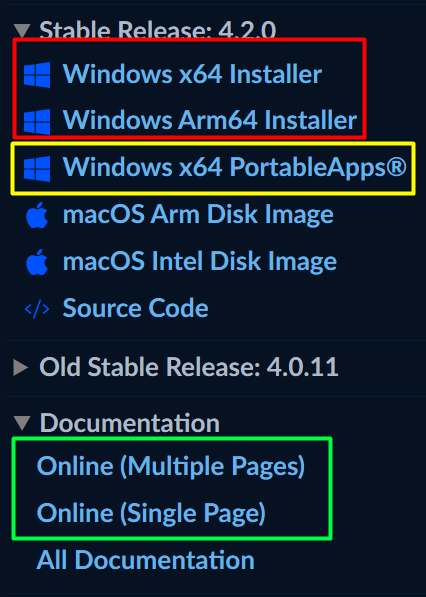 Stable Release: 4.2.0
Windows x64 Installer
Windows Arm64 Installer
Windows x64 PortableApps®
macOS Arm Disk Image
macOS Intel Disk Image
Source Code
Old Stable Release: 4.0.11
Documentation
Online (Multiple Pages)
Online (Single Page)
All Documentation